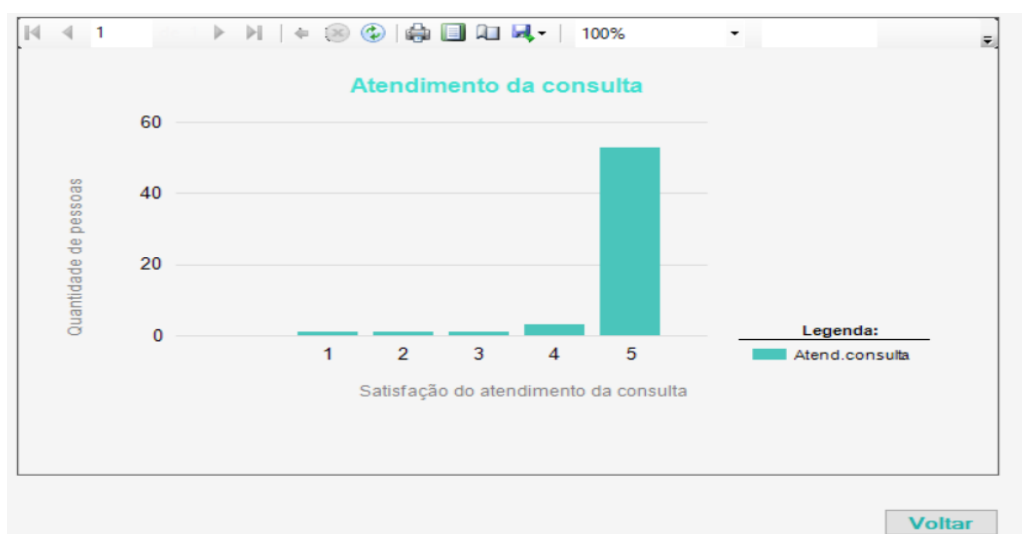 1
100%
Atendimento da consulta
60
40
20
0
Quantidade de pessoas
1 2 3 4 5
Satisfação do atendimento da consulta
Legenda:
Atend.consulta
Voltar